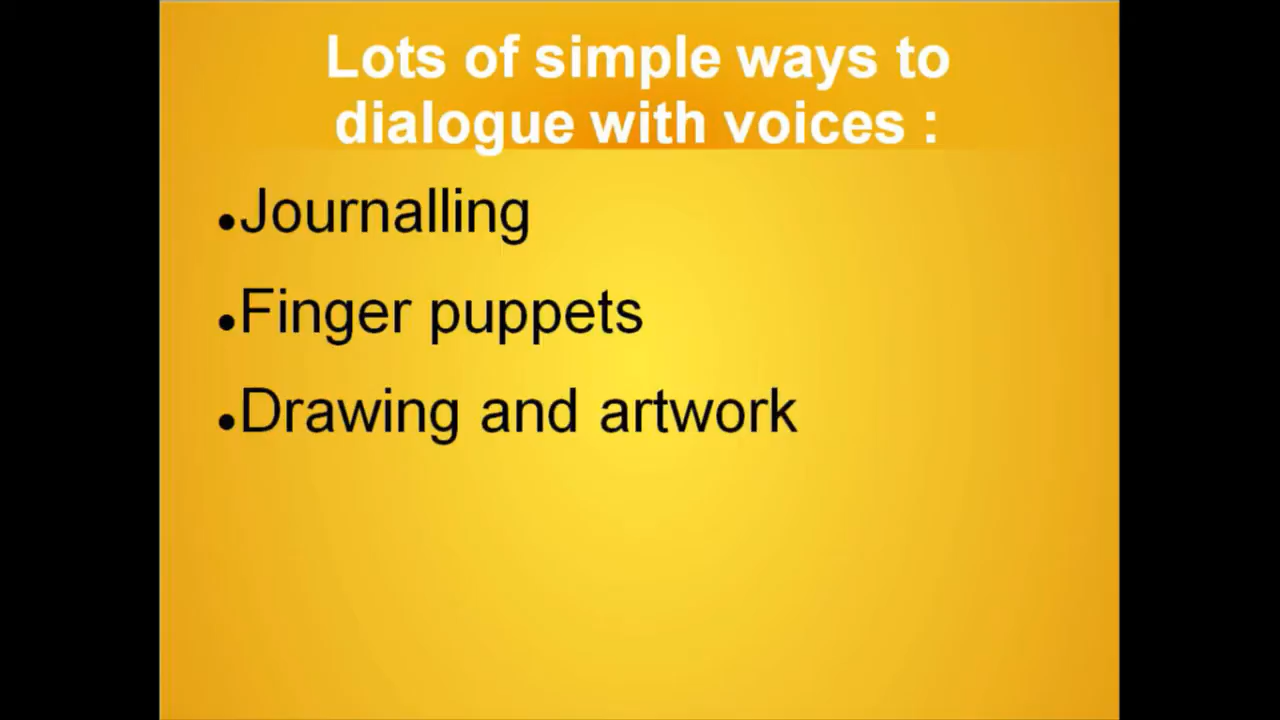 Lots of simple ways to
dialogue with voices :
•Journalling
•Finger puppets
•Drawing and artwork